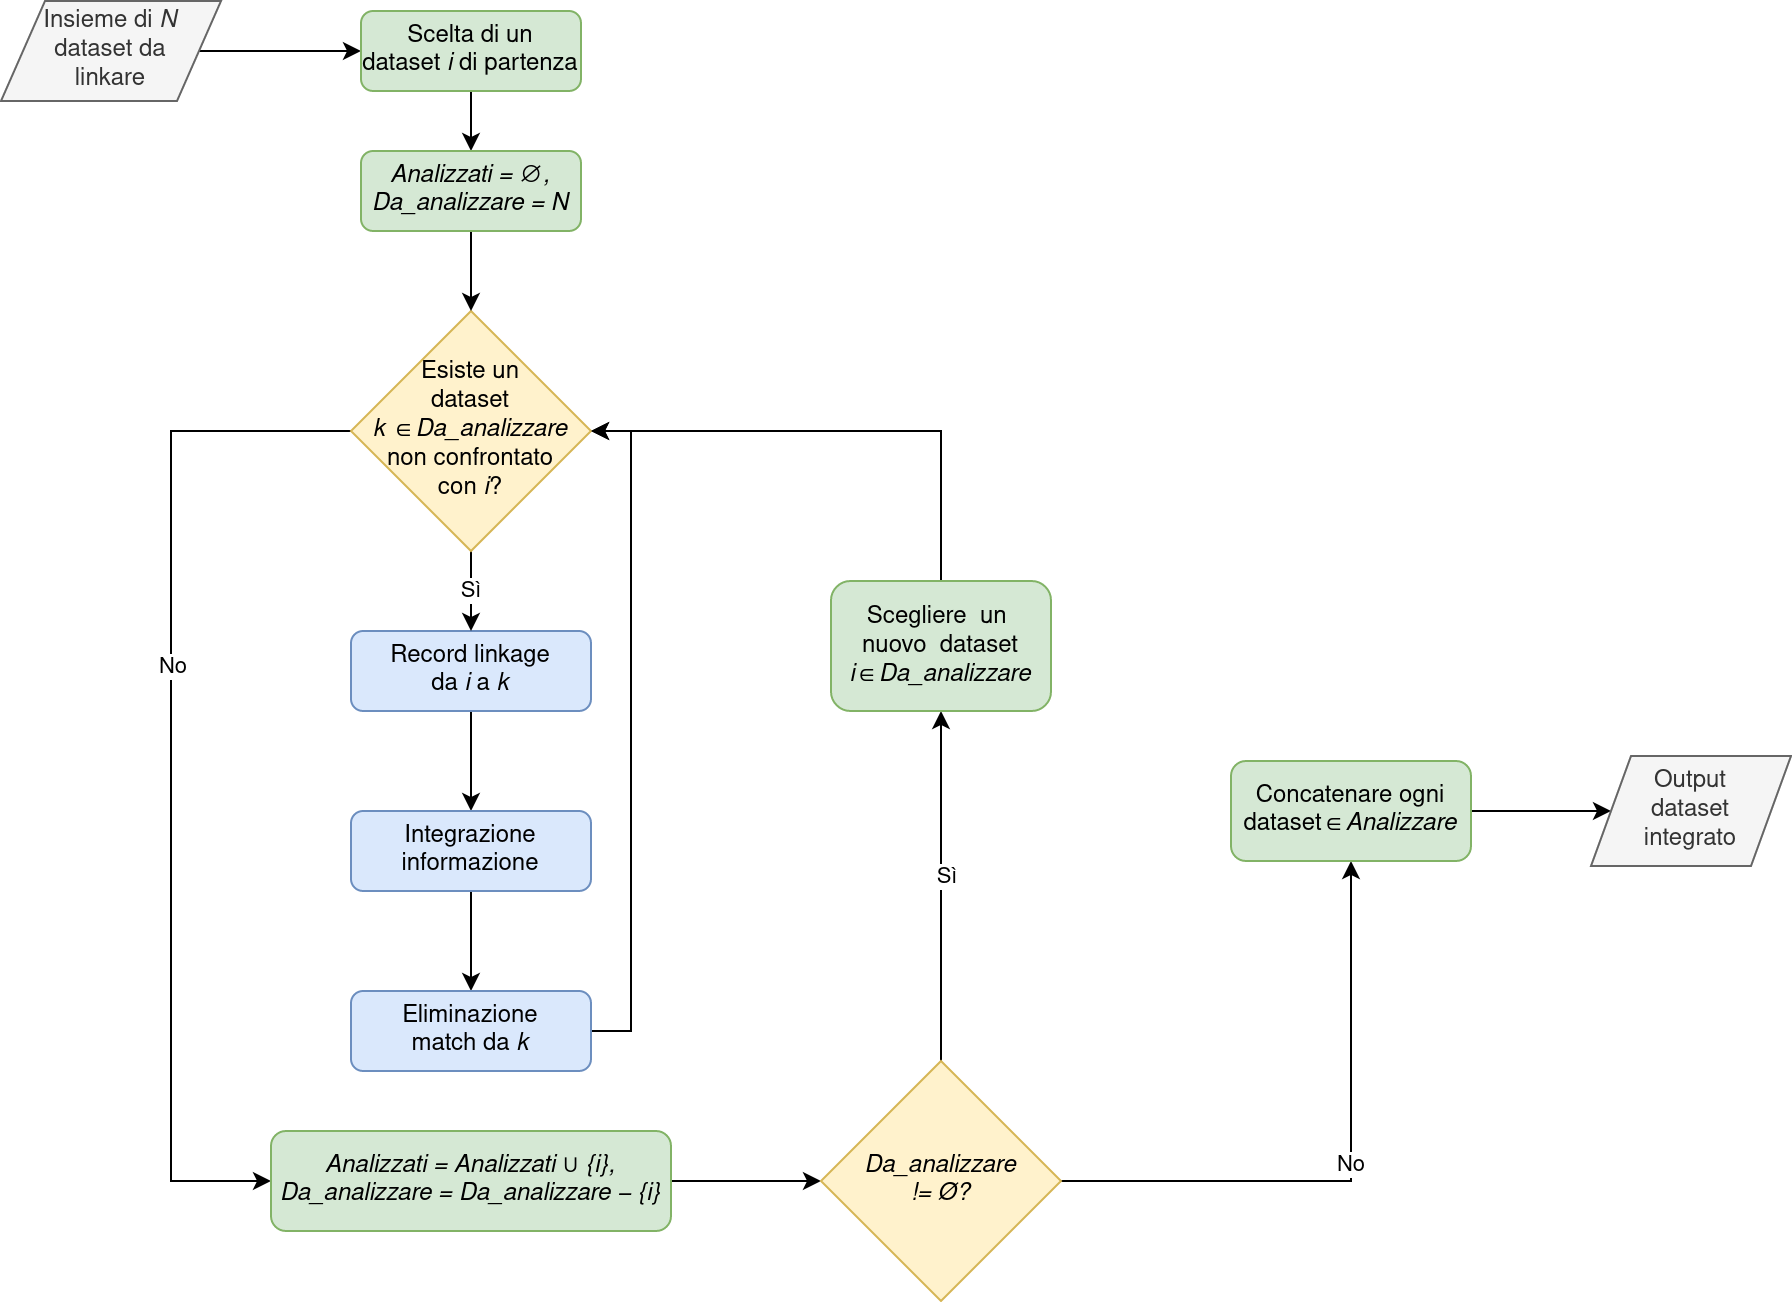 Insieme di N
dataset da
linkare
Scelta di un
dataset i di partenza
Analizzati = ∅ ,
Da_analizzare = N
Esiste un
dataset
k ∈ Da_analizzare
non confrontato
con i?
Sì
No
Record linkage
da i a k
Integrazione
informazione
Eliminazione
match da k
Analizzati = Analizzati ∪ {i},
Da_analizzare = Da_analizzare – {i}
Da_analizzare
!= Ø?
Sì
Scegliere un
nuovo dataset
i ∈ Da_analizzare
No
Concatenare ogni
dataset ∈ Analizzare
Output
dataset
integrato